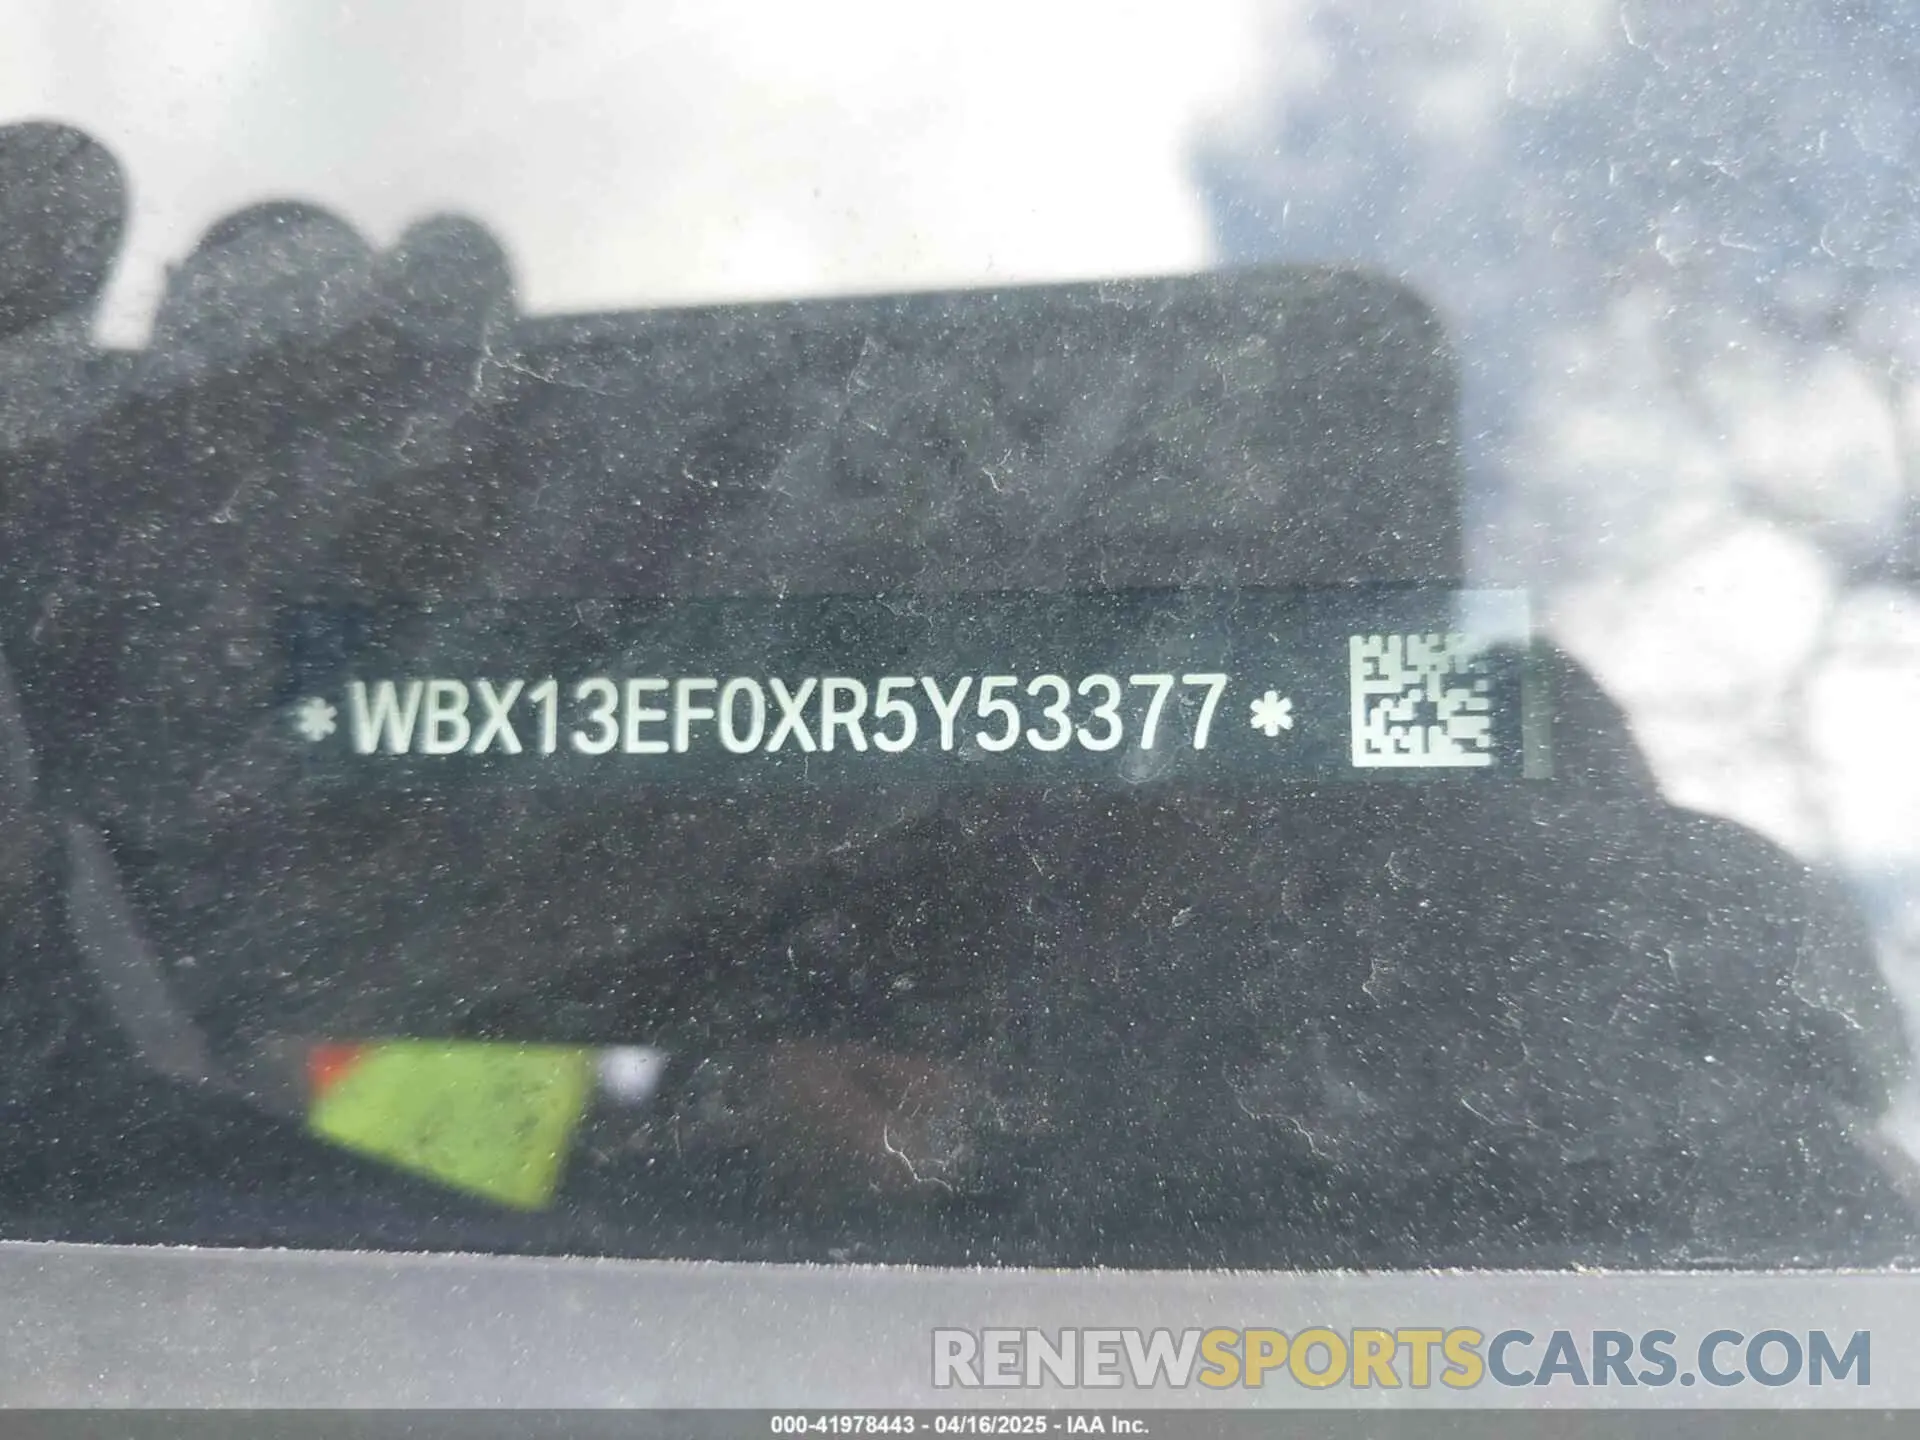 *WBX13EF0XR5Y53377*
RENEWSPORTSCARS.COM
000-41978443 - 04/16/2025 - IAA Inc.